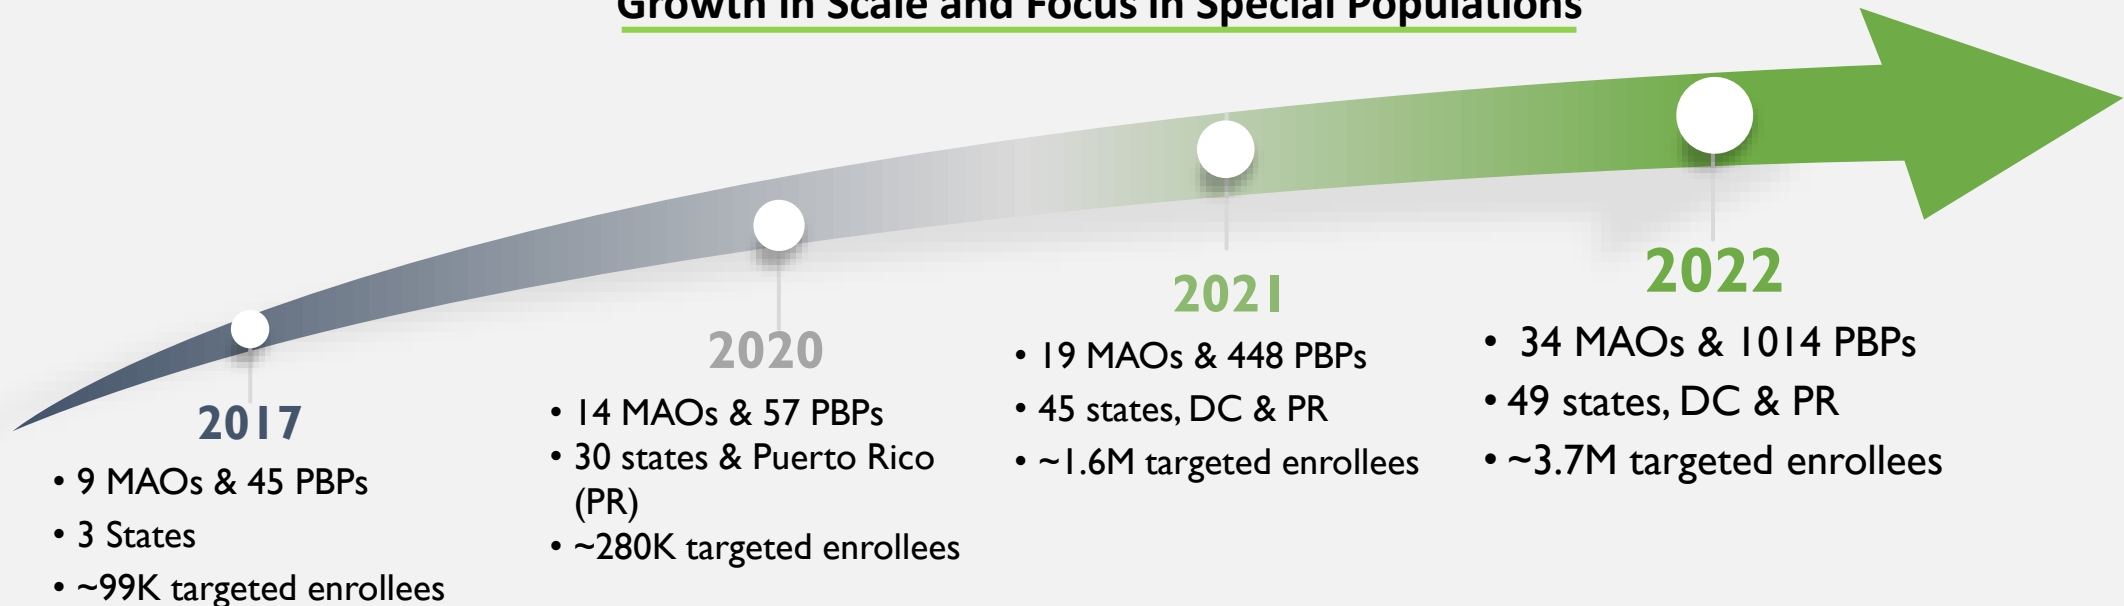 Growth in Scale and Focus in Special Populations
2017
• 9 MAOs & 45 PBPs
• 3 States
• ~99K targeted enrollees
2020
• 14 MAOs & 57 PBPs
• 30 states & Puerto Rico
(PR)
• ~280K targeted enrollees
2021
• 19 MAOs & 448 PBPs
• 45 states, DC & PR
• ~1.6M targeted enrollees
2022
• 34 MAOs & 1014 PBPs
• 49 states, DC & PR
• ~3.7M targeted enrollees